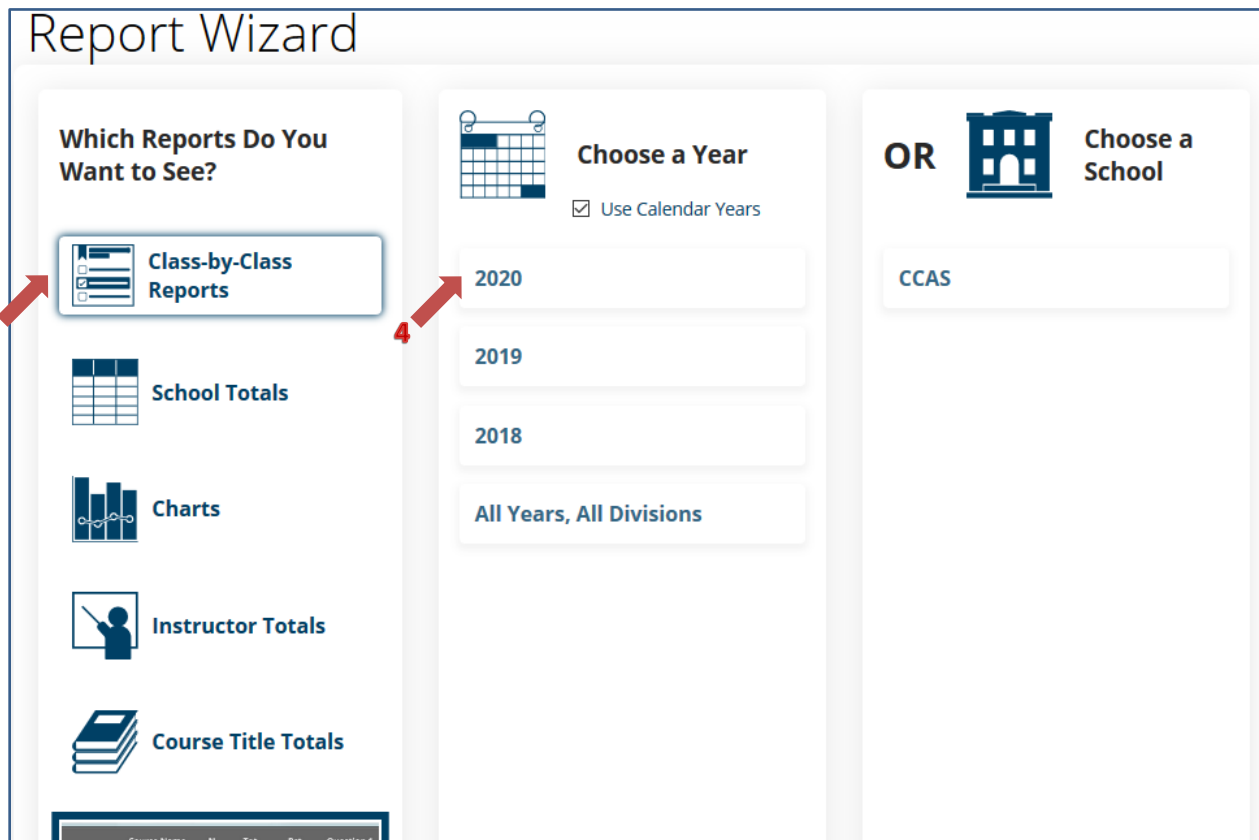 Report Wizard
Which Reports Do You
Want to See?
Class-by-Class
Reports
School Totals
Charts
Instructor Totals
Course Title Totals
Choose a Year
Use Calendar Years
2020
4
2019
2018
All Years, All Divisions
OR
Choose a
School
CCAS